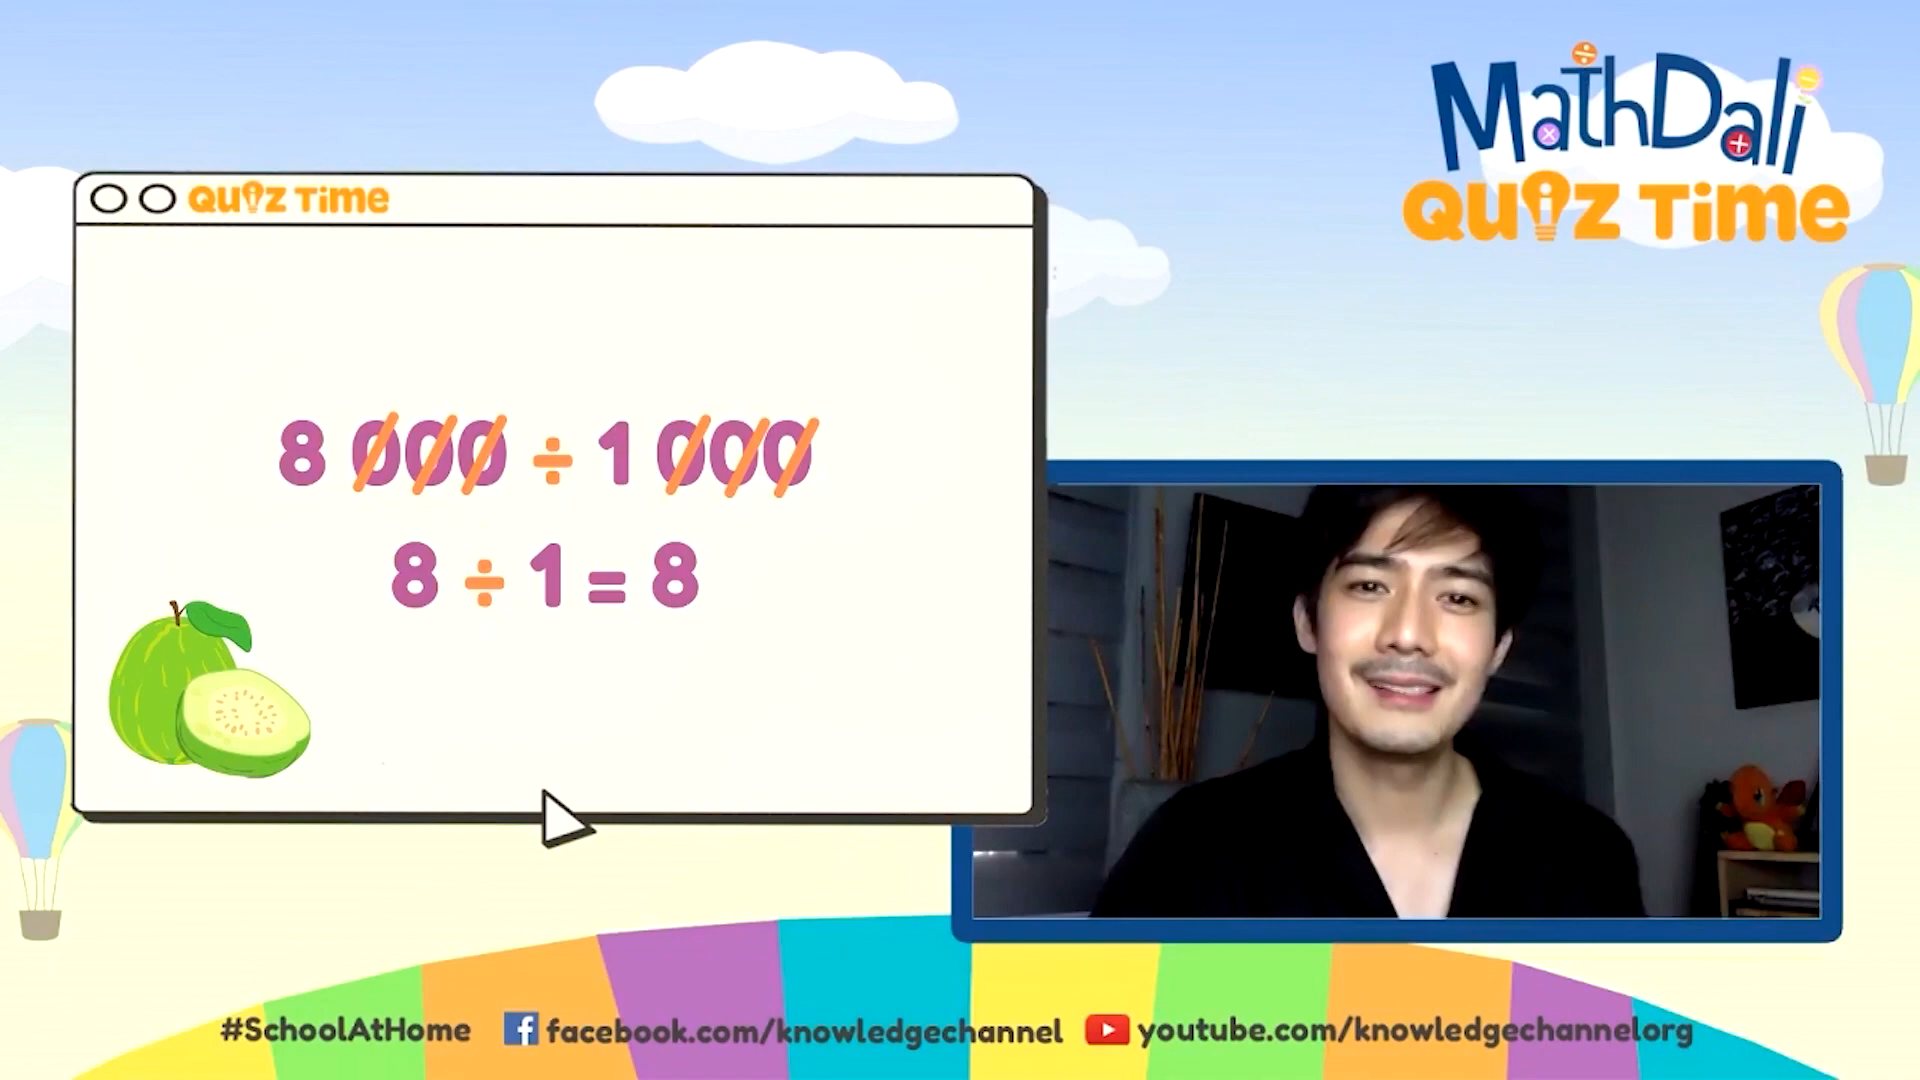 MathDali
Quiz Time
Quiz Time
8 000 ÷ 1 000
8 ÷ 1 = 8
#SchoolAtHome facebook.com/knowledgechannel youtube.com/knowledgechannelorg